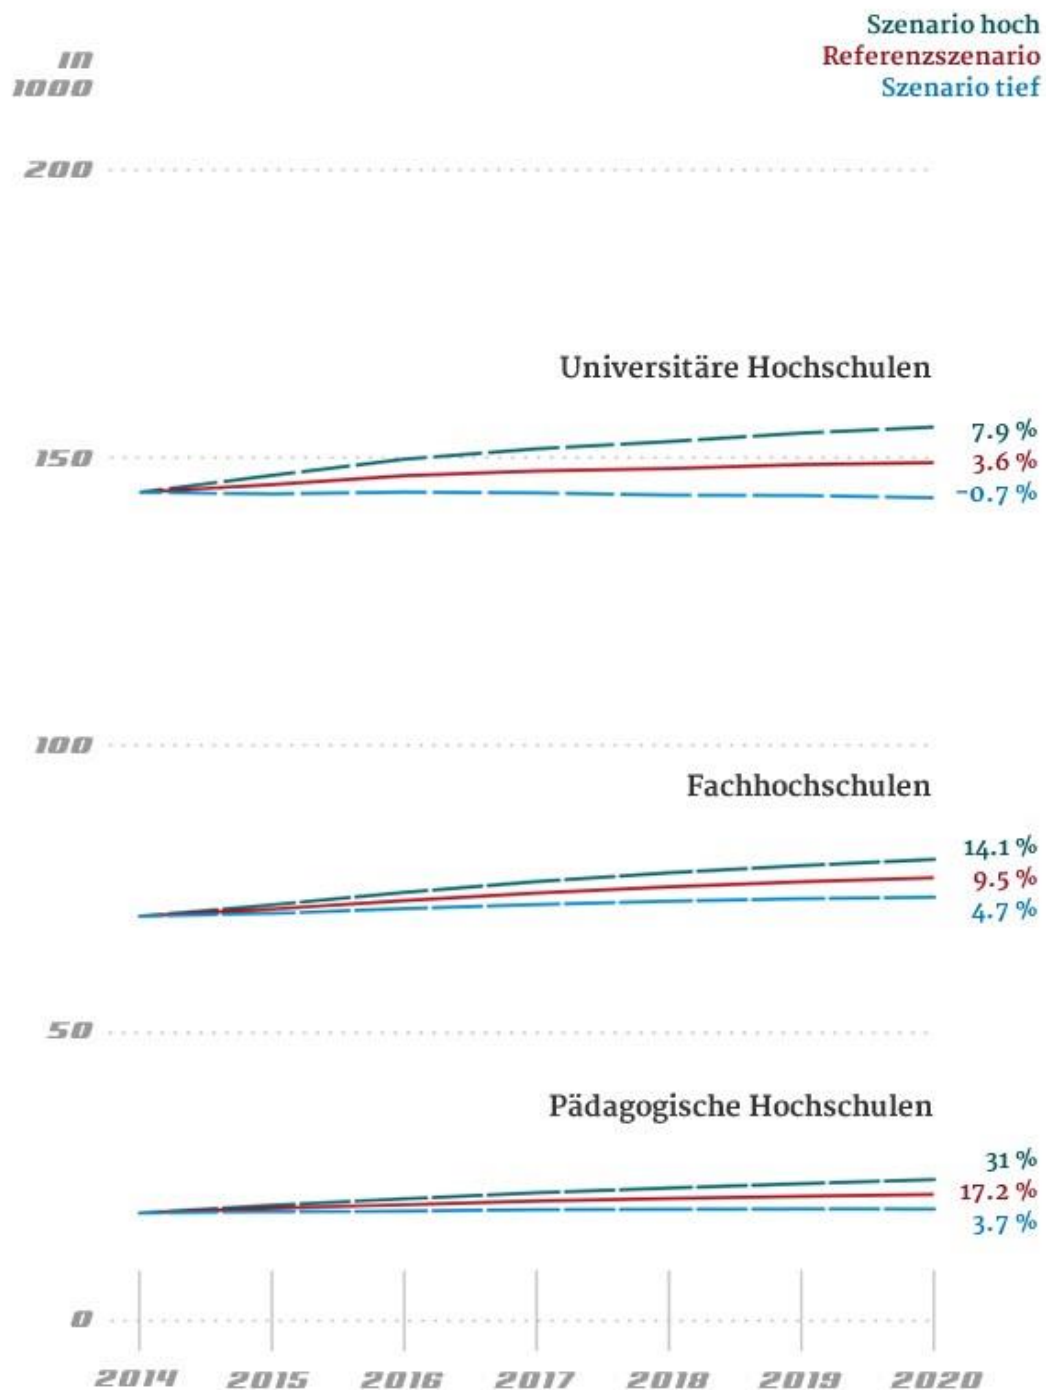 Szenario hoch
Referenzszenario
Szenario tief
in
1000
200
Universitäre Hochschulen
7.9 %
150
3.6 %
-0.7 %
100
Fachhochschulen
14.1 %
9.5 %
4.7 %
50
Pädagogische Hochschulen
31 %
17.2 %
3.7 %
0
2014 2015 2016 2017 2018 2019 2020